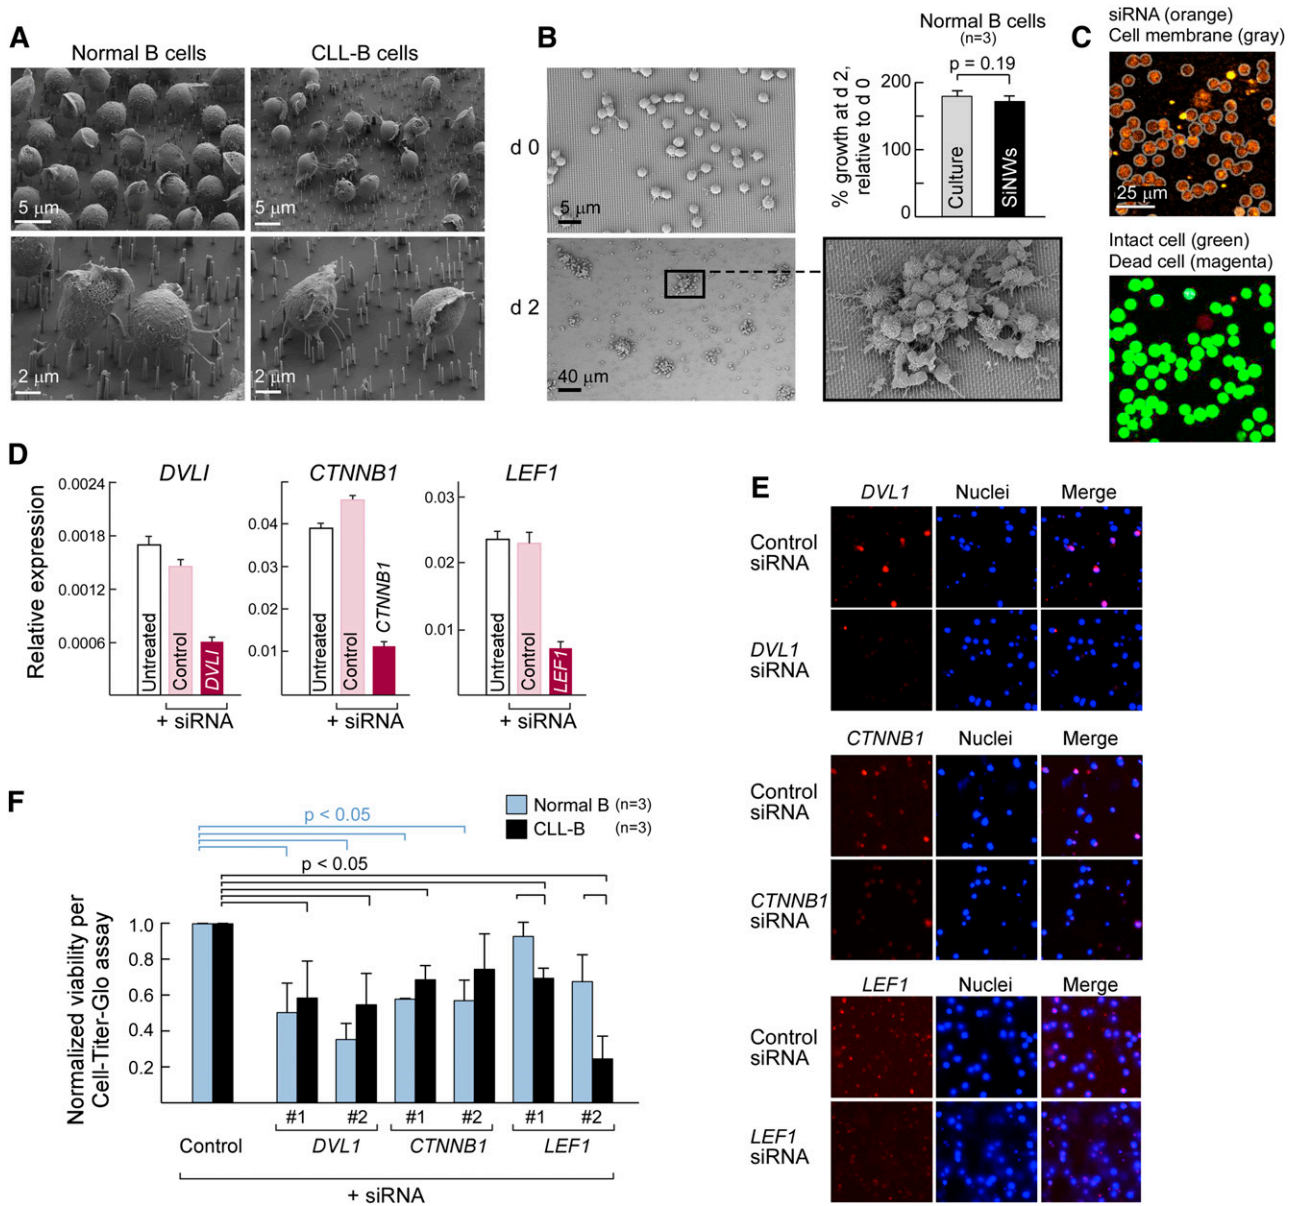 A
Normal B cells
CLL-B cells
5 μm
5 μm
2 μm
2 μm
B
d 0
5 μm
d 2
40 μm
Normal B cells
(n=3)
p = 0.19
% growth at d 2,
relative to d 0
200
100
0
Culture
SiNWs
C
siRNA (orange)
Cell membrane (gray)
25 μm
Intact cell (green)
Dead cell (magenta)
D
Relative expression
DVLI
0.0024
0.0018
0.0012
0.0006
Untreated
Control
DVLI
+ siRNA
CTNNB1
0.04
0.03
0.02
0.01
Untreated
Control
CTNNB1
+ siRNA
LEF1
0.03
0.02
0.01
Untreated
Control
LEF1
+ siRNA
E
DVL1 Nuclei Merge
Control
siRNA
DVL1
siRNA
CTNNB1 Nuclei Merge
Control
siRNA
CTNNB1
siRNA
LEF1 Nuclei Merge
Control
siRNA
LEF1
siRNA
F
Normal B (n=3)
CLL-B (n=3)
p < 0.05
p < 0.05
Normalized viability per
Cell-Titer-Glo assay
1.0
0.8
0.6
0.4
0.2
#1 #2 #1 #2 #1 #2
Control DVL1 CTNNB1 LEF1
+ siRNA